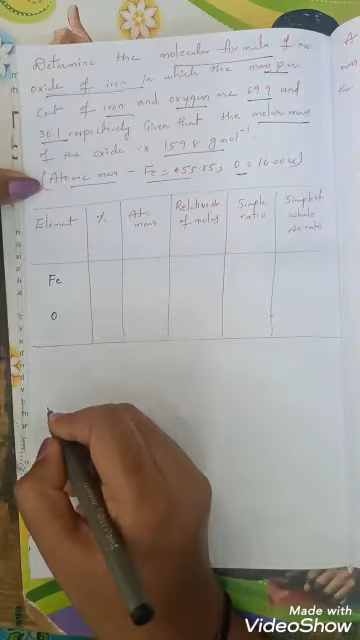 Determine the molecular formula of an
oxide of iron in which the mass per
Cent of iron and oxygen are 69.9 and
30.1 respectively Given that the molar mass
of the oxide is 159.8 g mol⁻¹.
(Atomic mass - Fe = 55.85, O = 16.00 u)
Element % At. mass Relative no of moles Simple ratio Simplest whole no ratio
Fe
O
Made with
VideoShow